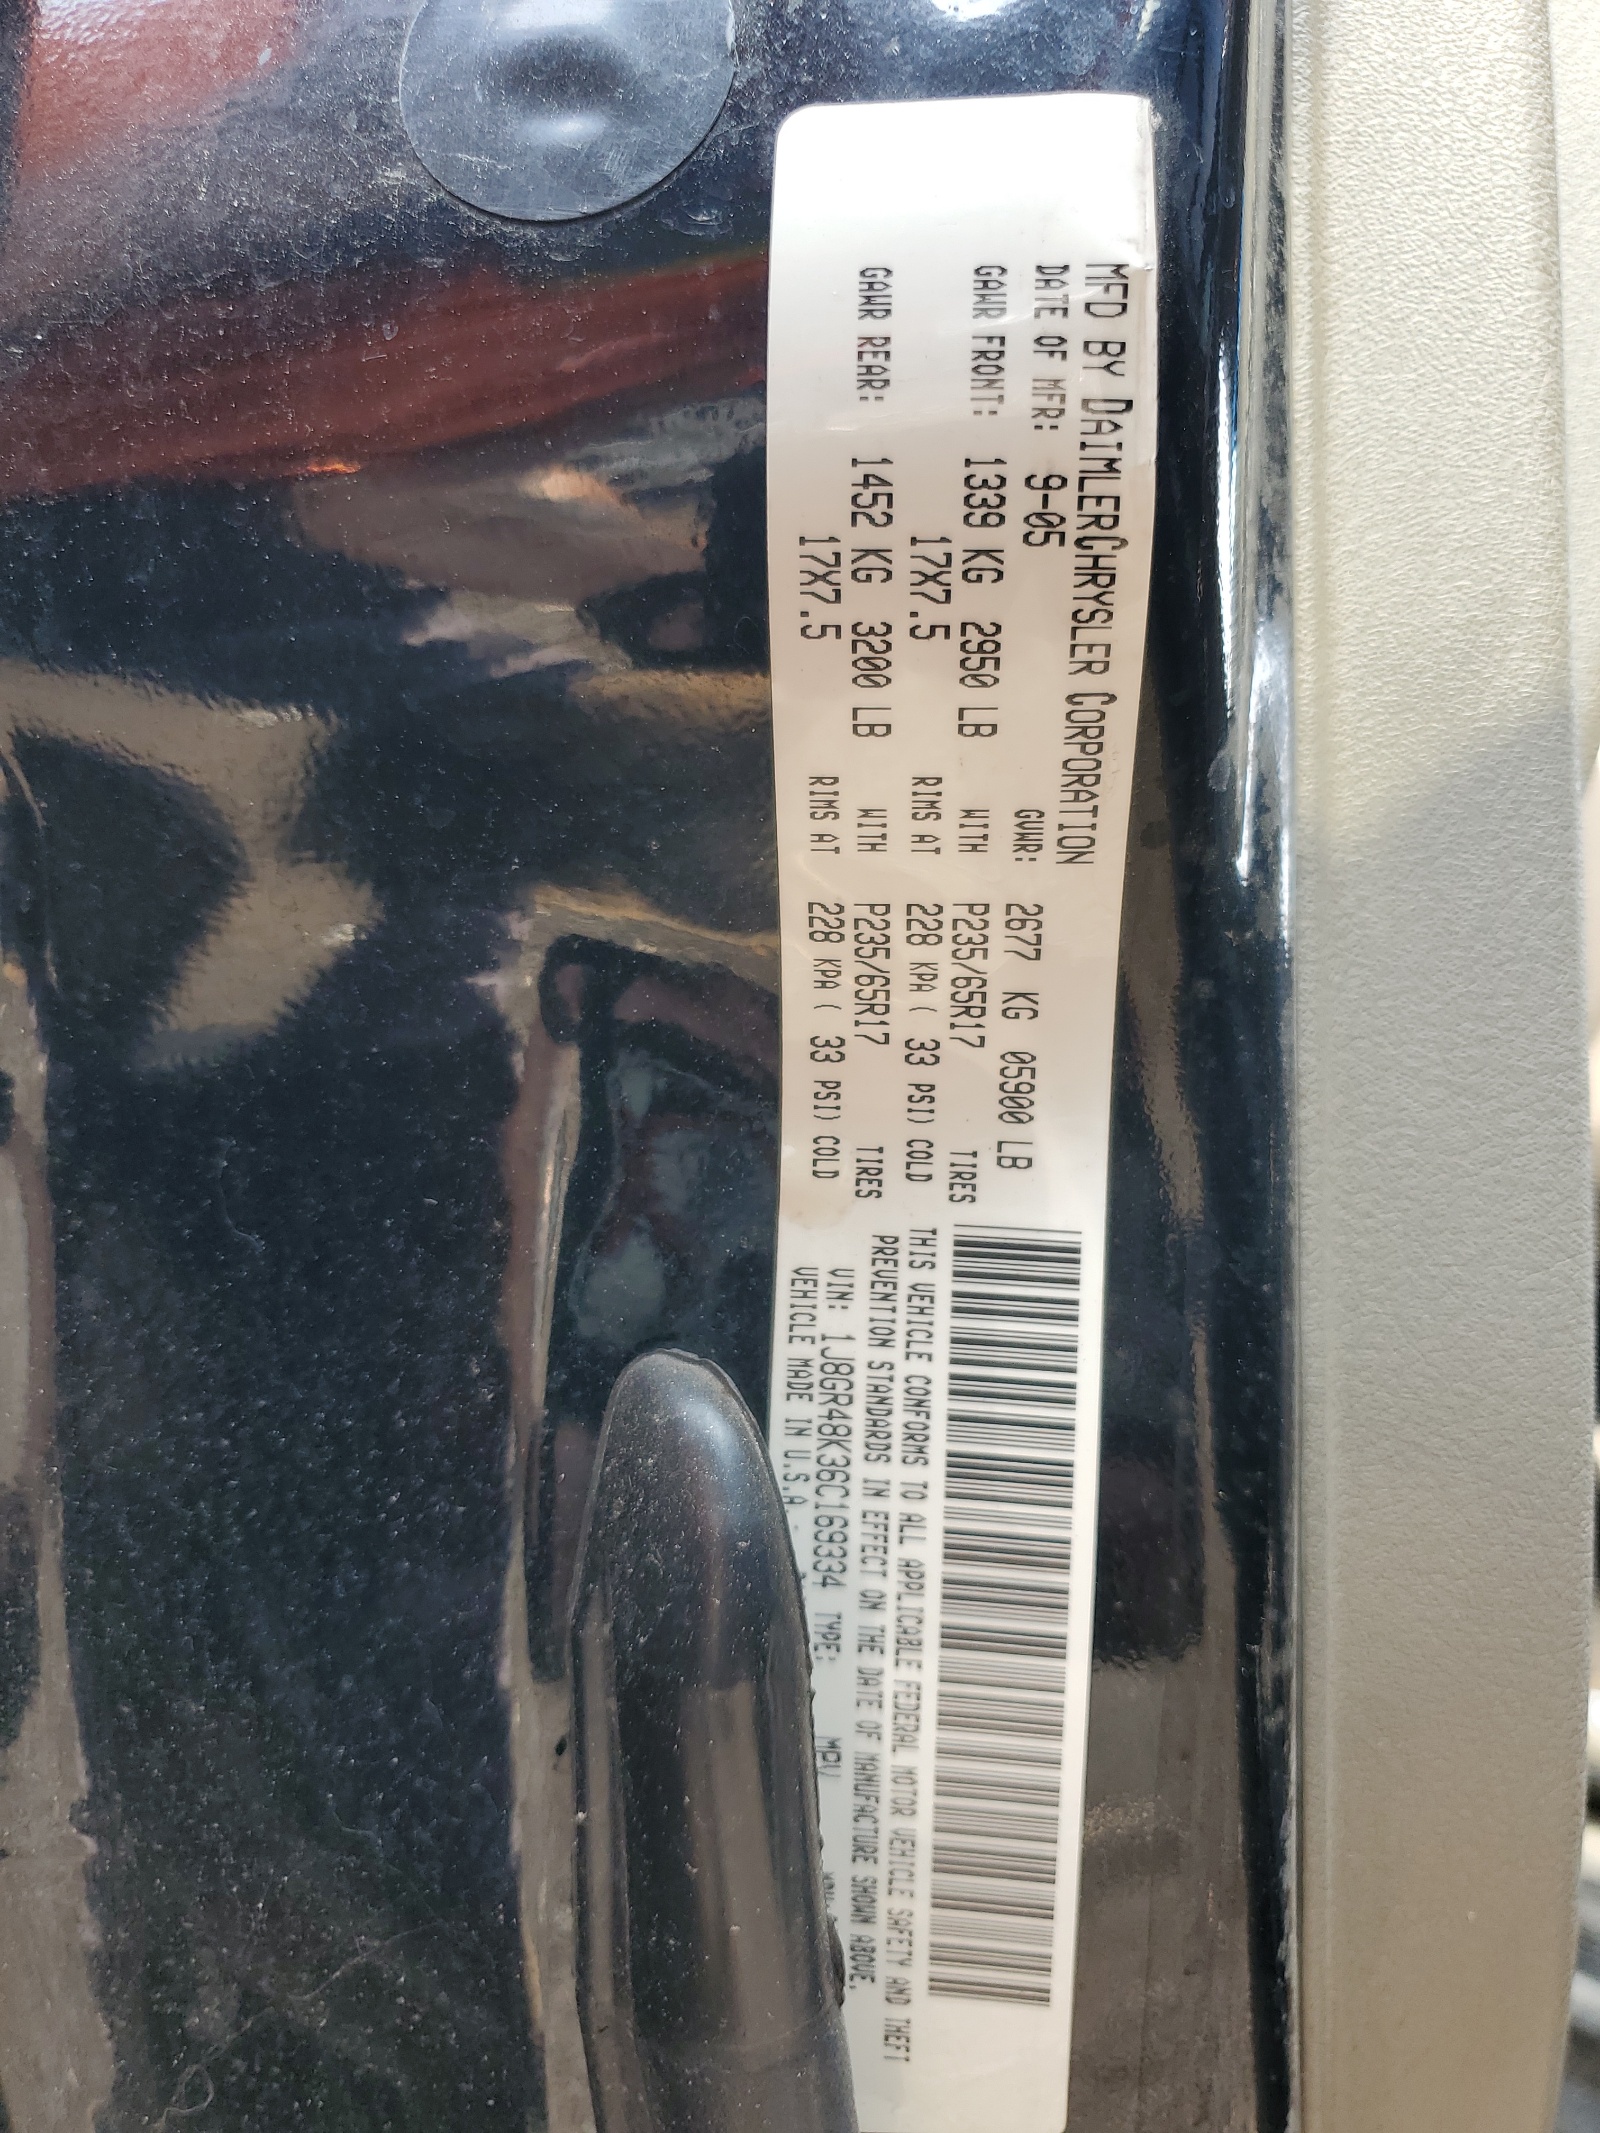 MFD BY DAIMLERCHRYSLER CORPORATION
DATE OF MFR: 9-05 GVWR: 2677 KG 05900 LB
GAWR FRONT: 1339 KG 2950 LB WITH P235/65R17 TIRES
17X7.5 RIMS AT 228 KPA ( 33 PSI) COLD
GAWR REAR: 1452 KG 3200 LB WITH P235/65R17 TIRES
17X7.5 RIMS AT 228 KPA ( 33 PSI) COLD
THIS VEHICLE CONFORMS TO ALL APPLICABLE FEDERAL MOTOR VEHICLE SAFETY AND THEFT
PREVENTION STANDARDS IN EFFECT ON THE DATE OF MANUFACTURE SHOWN ABOVE.
VIN: 1J8GR48K36C169334 TYPE: MPV
VEHICLE MADE IN U.S.A